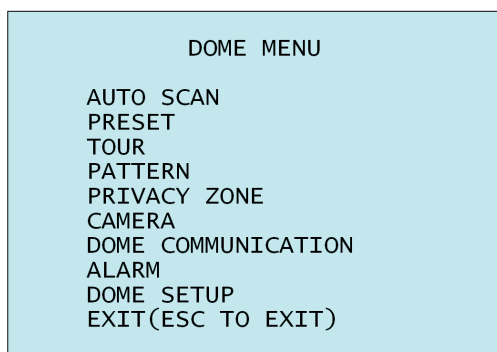 DOME MENU
AUTO SCAN
PRESET
TOUR
PATTERN
PRIVACY ZONE
CAMERA
DOME COMMUNICATION
ALARM
DOME SETUP
EXIT(ESC TO EXIT)